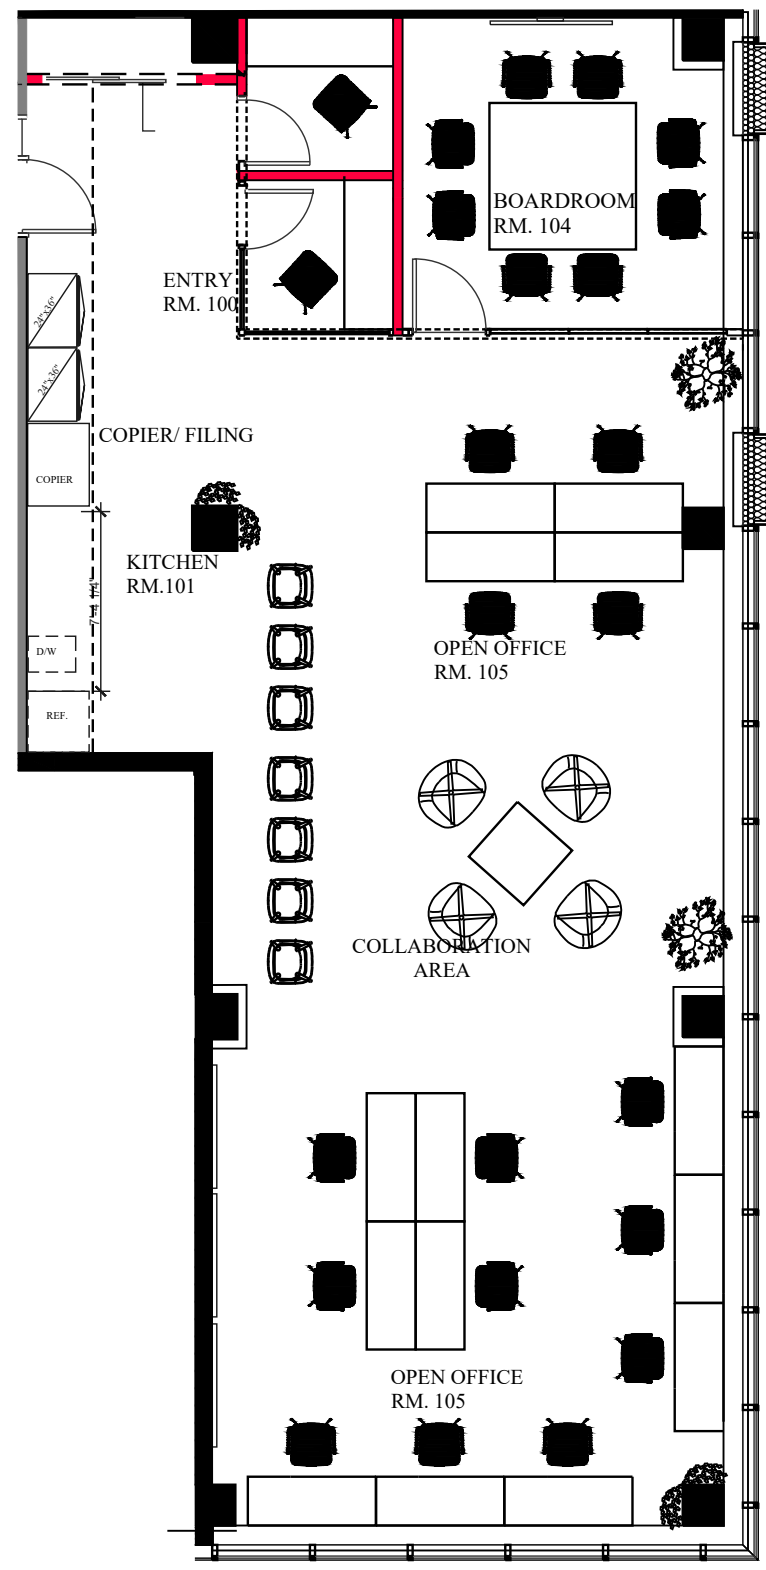 BOARDROOM
RM. 104
ENTRY
RM. 100
24"x36"
24"x36"
COPIER/ FILING
COPIER
KITCHEN
RM.101
7'-4 1/4"
D/W
OPEN OFFICE
RM. 105
REF.
COLLABORATION
AREA
OPEN OFFICE
RM. 105